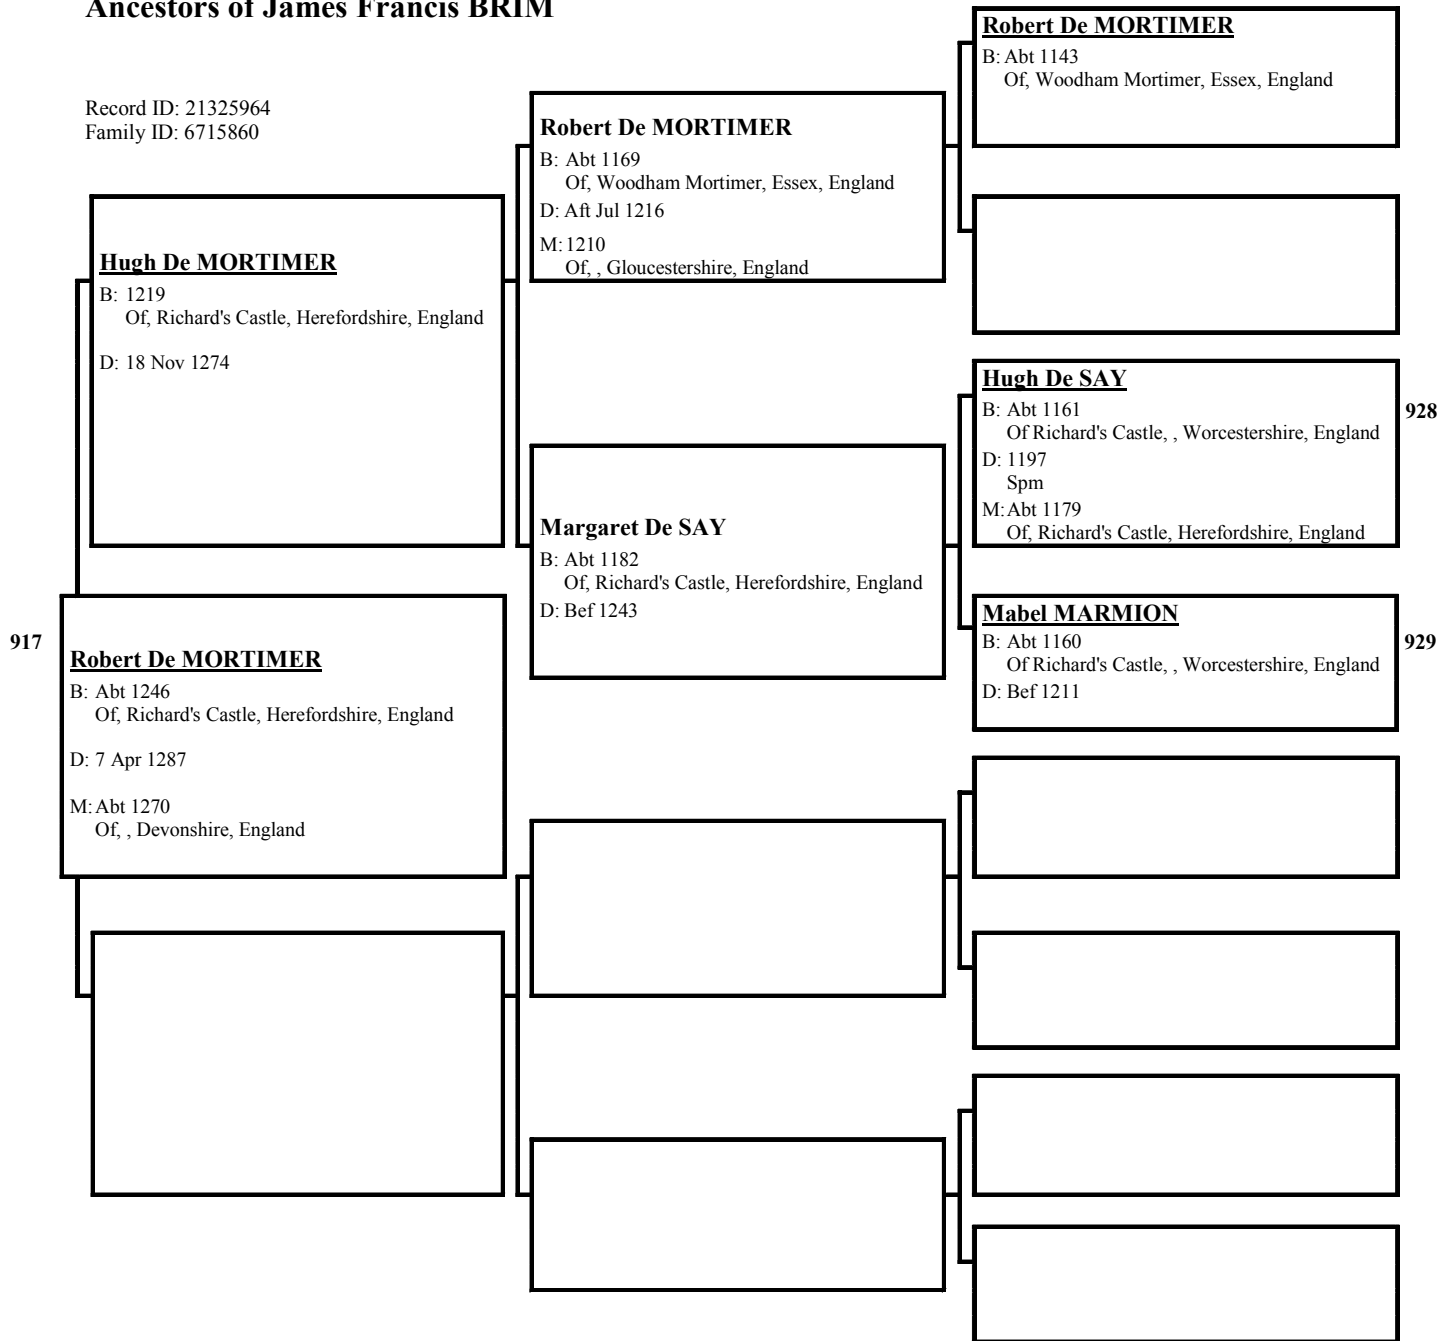 Ancestors of James Francis BRIM
Record ID: 21325964
Family ID: 6715860
917
Robert De MORTIMER
B: Abt 1246
Of, Richard's Castle, Herefordshire, England
D: 7 Apr 1287
M: Abt 1270
Of, , Devonshire, England
Hugh De MORTIMER
B: 1219
Of, Richard's Castle, Herefordshire, England
D: 18 Nov 1274
Robert De MORTIMER
B: Abt 1169
Of, Woodham Mortimer, Essex, England
D: Aft Jul 1216
M: 1210
Of, , Gloucestershire, England
Margaret De SAY
B: Abt 1182
Of, Richard's Castle, Herefordshire, England
D: Bef 1243
Robert De MORTIMER
B: Abt 1143
Of, Woodham Mortimer, Essex, England
Hugh De SAY
B: Abt 1161
Of Richard's Castle, , Worcestershire, England
D: 1197
Spm
M: Abt 1179
Of, Richard's Castle, Herefordshire, England
928
Mabel MARMION
B: Abt 1160
Of Richard's Castle, , Worcestershire, England
D: Bef 1211
929